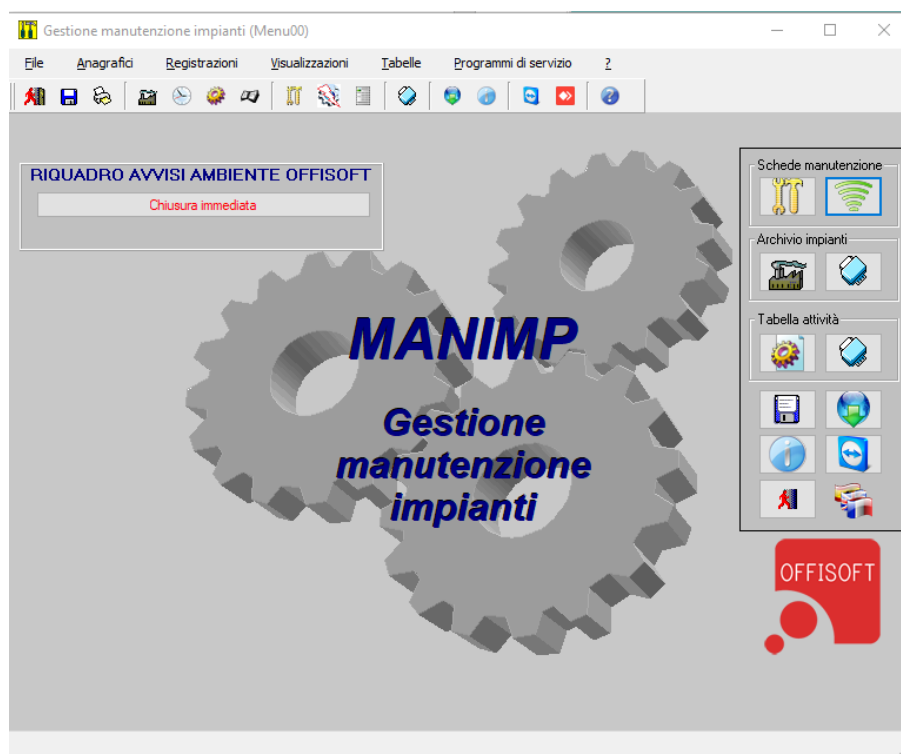 Gestione manutenzione impianti (Menu00)
File Anagrafici Registrazioni Visualizzazioni Tabelle Programmi di servizio ?
RIQUADRO AVVISI AMBIENTE OFFISOFT
Chiusura immediata
Schede manutenzione
Archivio impianti
Tabella attività
MANIMP
Gestione
manutenzione
impianti
OFFISOFT